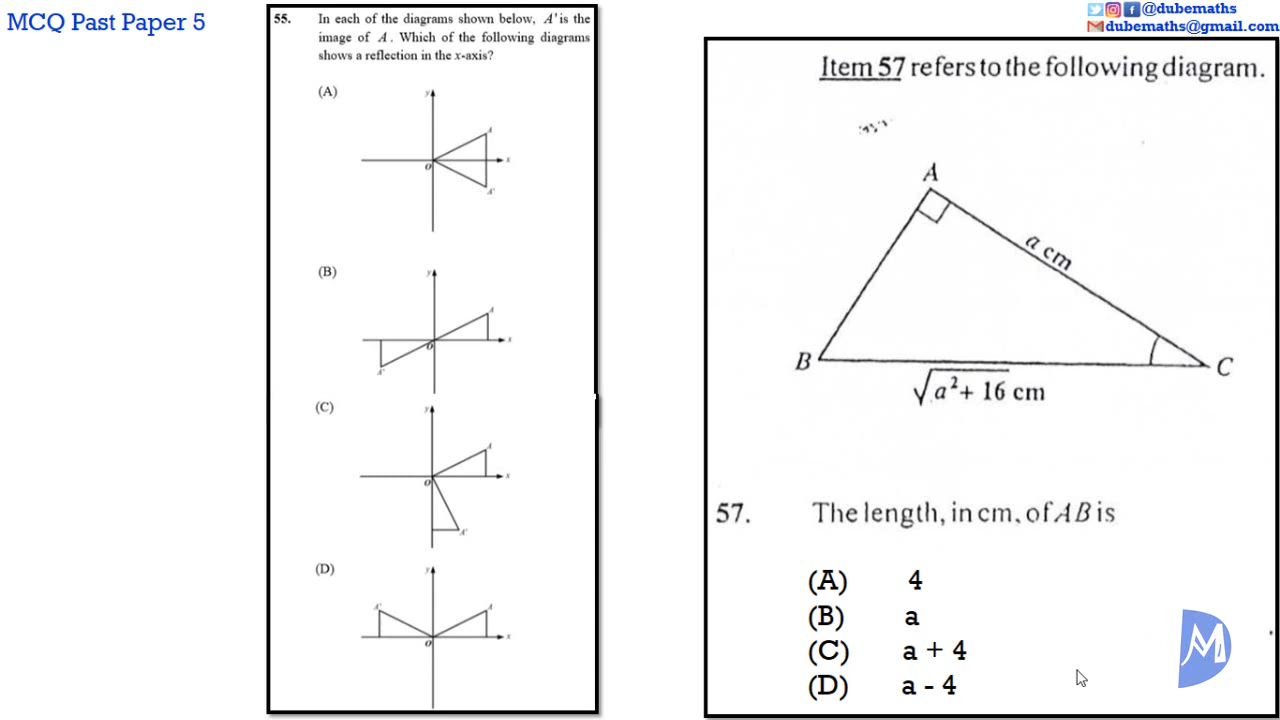 MCQ Past Paper 5
55. In each of the diagrams shown below, A' is the
image of A. Which of the following diagrams
shows a reflection in the x-axis?
(A)
y
A
x
O
A'
(B)
y
A
x
O
A'
(C)
y
A
x
O
A'
(D)
y
A'
A
x
O
@dubemaths
dubemaths@gmail.com
Item 57 refers to the following diagram.
A
a cm
B
C
√a²+ 16 cm
57. The length, in cm, of AB is
(A) 4
(B) a
(C) a + 4
(D) a - 4
DM